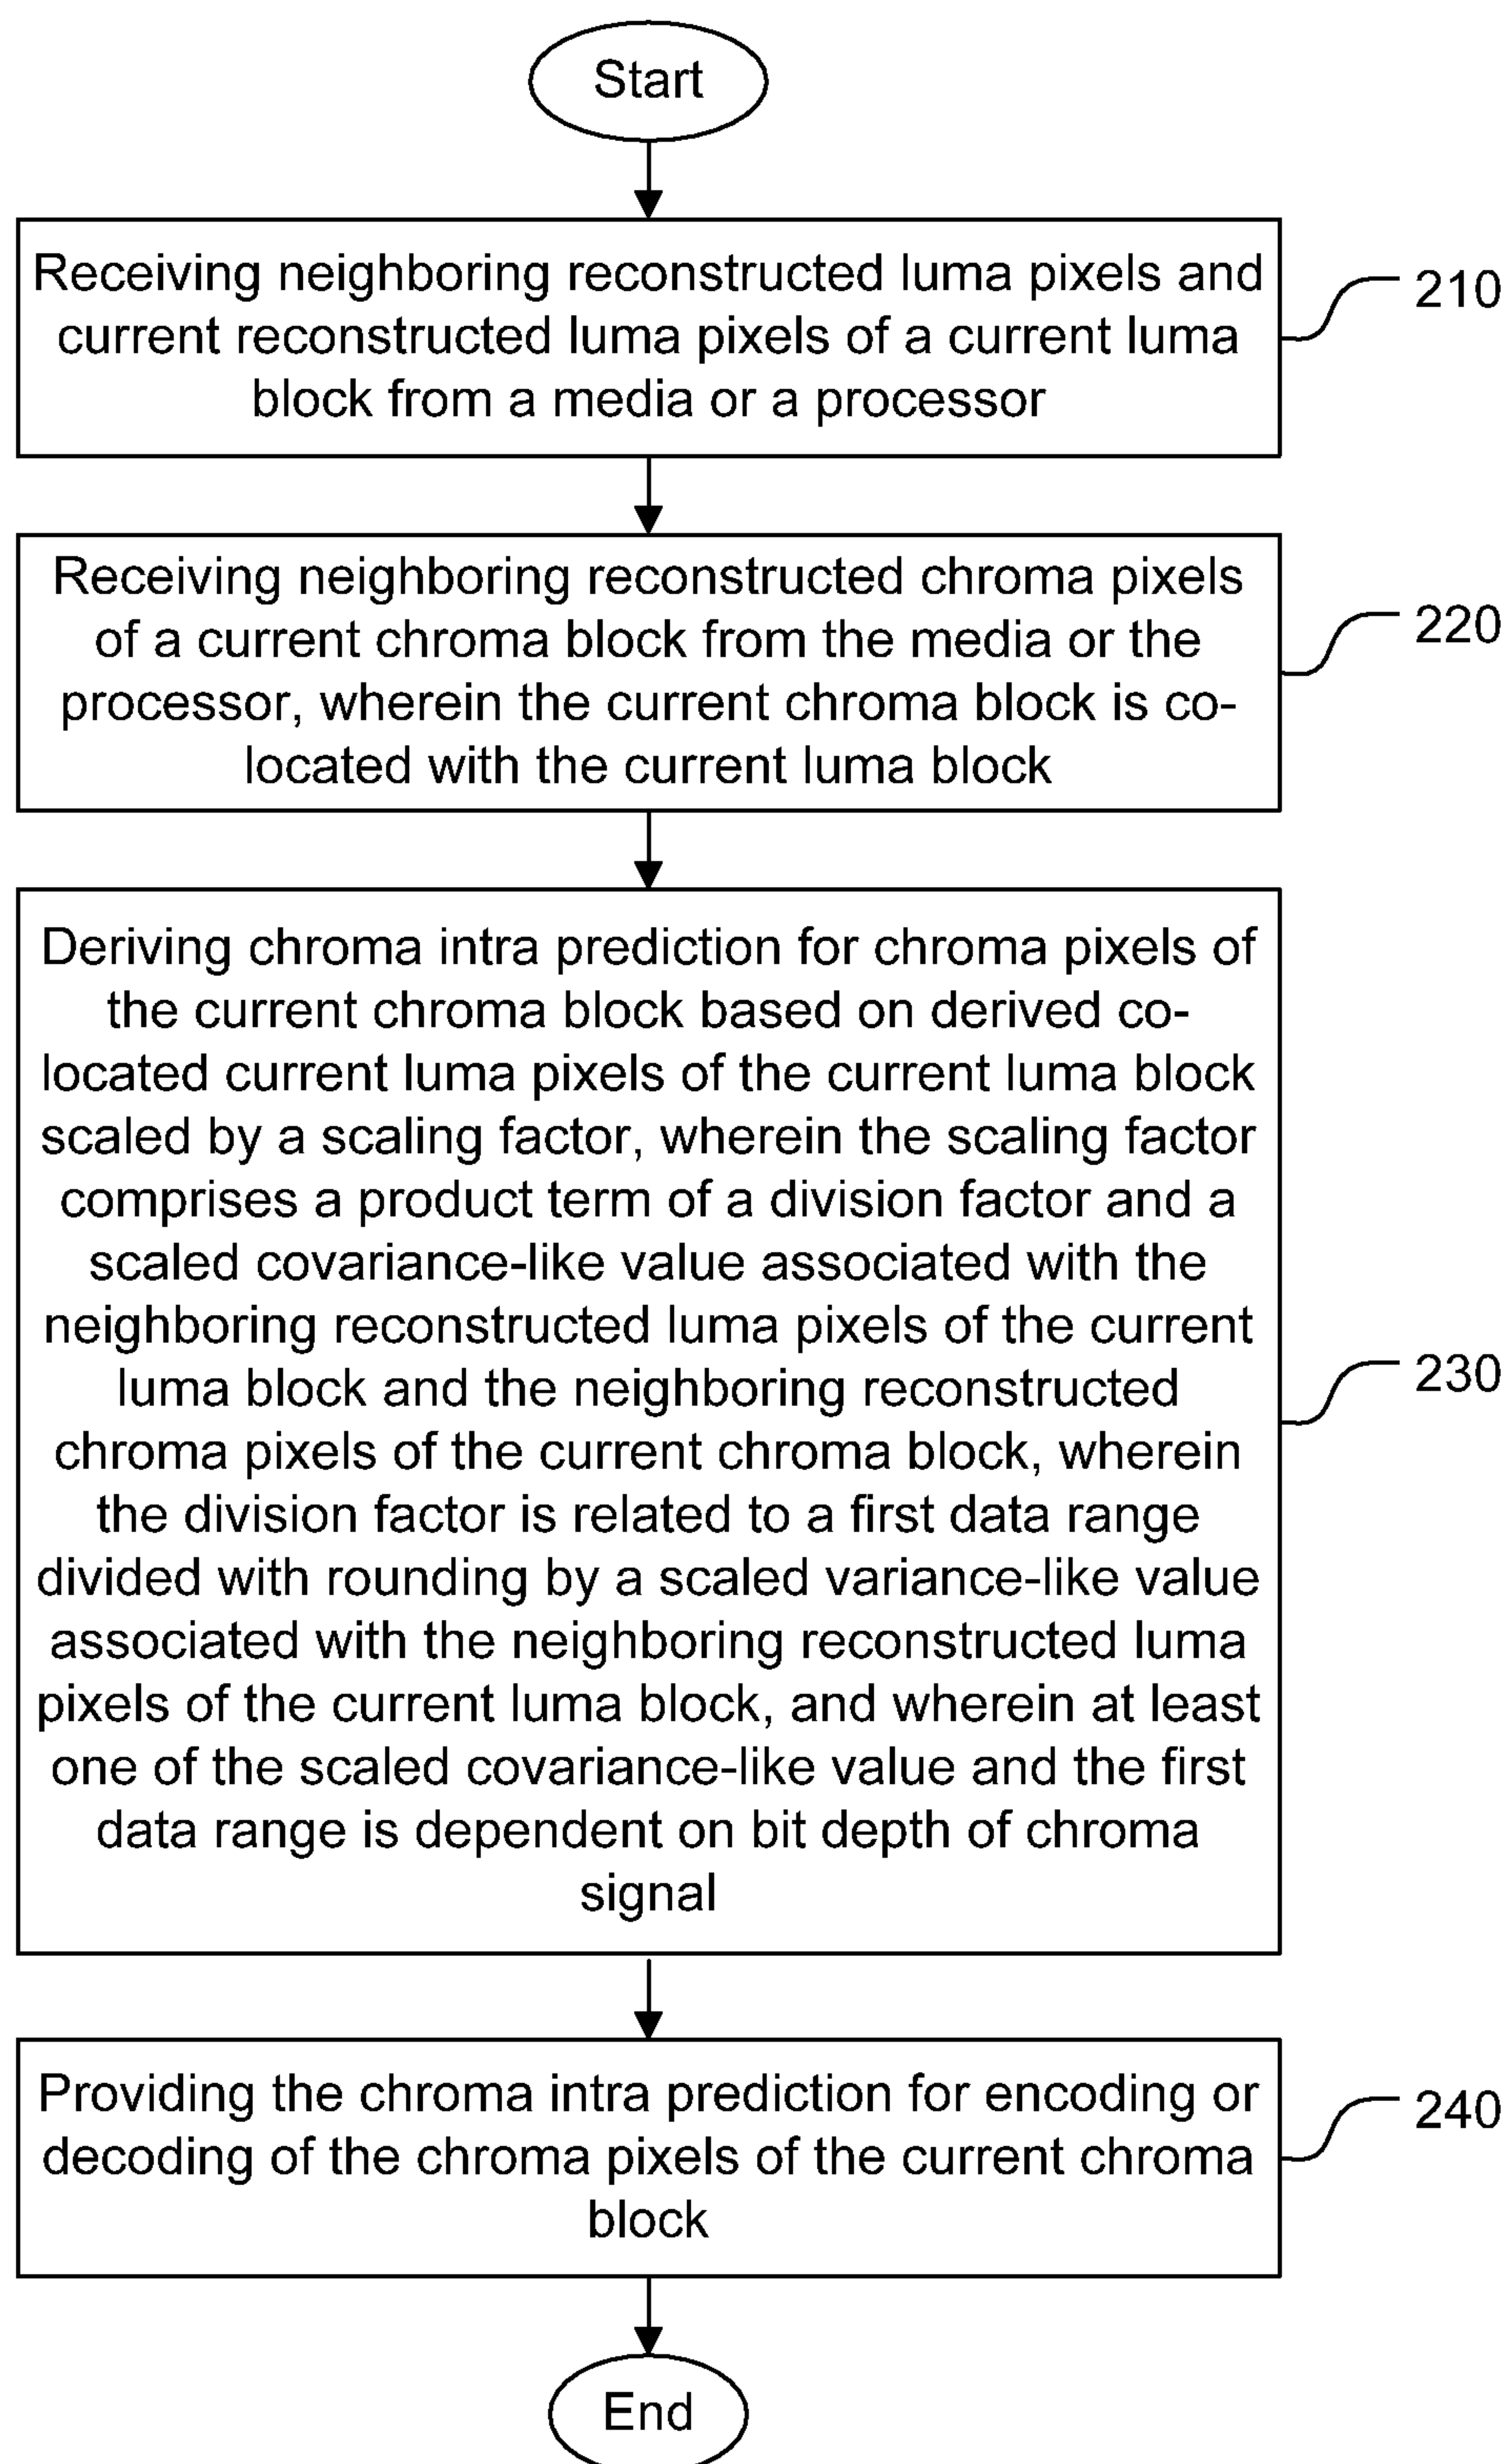 Start
Receiving neighboring reconstructed luma pixels and
current reconstructed luma pixels of a current luma
block from a media or a processor
210
Receiving neighboring reconstructed chroma pixels
of a current chroma block from the media or the
processor, wherein the current chroma block is co-
located with the current luma block
220
Deriving chroma intra prediction for chroma pixels of
the current chroma block based on derived co-
located current luma pixels of the current luma block
scaled by a scaling factor, wherein the scaling factor
comprises a product term of a division factor and a
scaled covariance-like value associated with the
neighboring reconstructed luma pixels of the current
luma block and the neighboring reconstructed
chroma pixels of the current chroma block, wherein
the division factor is related to a first data range
divided with rounding by a scaled variance-like value
associated with the neighboring reconstructed luma
pixels of the current luma block, and wherein at least
one of the scaled covariance-like value and the first
data range is dependent on bit depth of chroma
signal
230
Providing the chroma intra prediction for encoding or
decoding of the chroma pixels of the current chroma
block
240
End